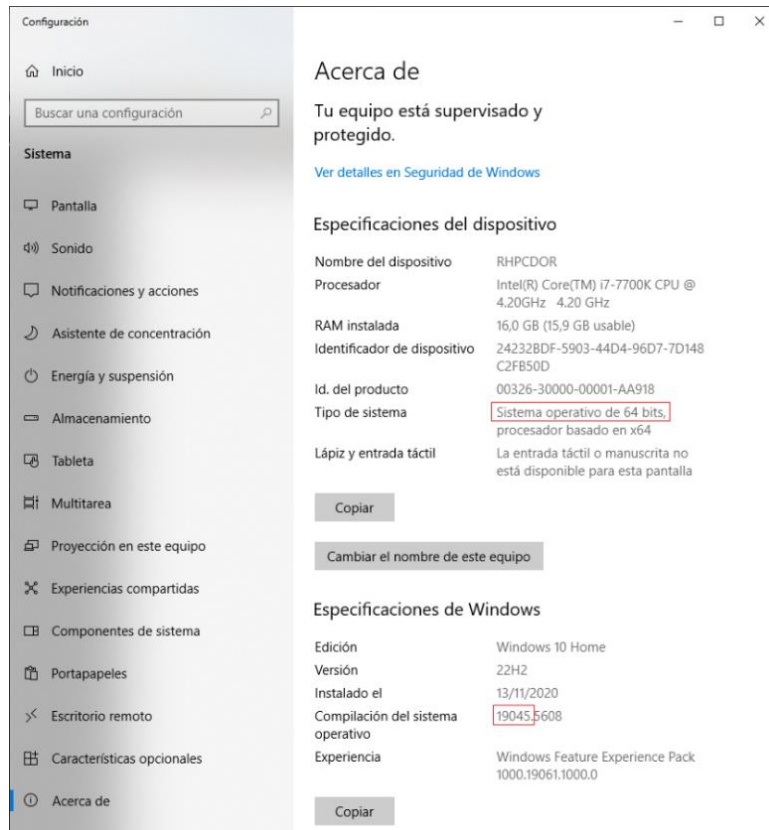 Configuración
Inicio
Buscar una configuración
Sistema
Pantalla
Sonido
Notificaciones y acciones
Asistente de concentración
Energía y suspensión
Almacenamiento
Tableta
Multitarea
Proyección en este equipo
Experiencias compartidas
Componentes de sistema
Portapapeles
Escritorio remoto
Características opcionales
Acerca de
Acerca de
Tu equipo está supervisado y
protegido.
Ver detalles en Seguridad de Windows
Especificaciones del dispositivo
Nombre del dispositivo RHPCDOR
Procesador Intel(R) Core(TM) i7-7700K CPU @
4.20GHz 4.20 GHz
RAM instalada 16,0 GB (15,9 GB usable)
Identificador de dispositivo 24232BDF-5903-44D4-96D7-7D148
C2FB50D
Id. del producto 00326-30000-00001-AA918
Tipo de sistema Sistema operativo de 64 bits,
procesador basado en x64
Lápiz y entrada táctil La entrada táctil o manuscrita no
está disponible para esta pantalla
Copiar
Cambiar el nombre de este equipo
Especificaciones de Windows
Edición Windows 10 Home
Versión 22H2
Instalado el 13/11/2020
Compilación del sistema 19045.5608
operativo
Experiencia Windows Feature Experience Pack
1000.19061.1000.0
Copiar